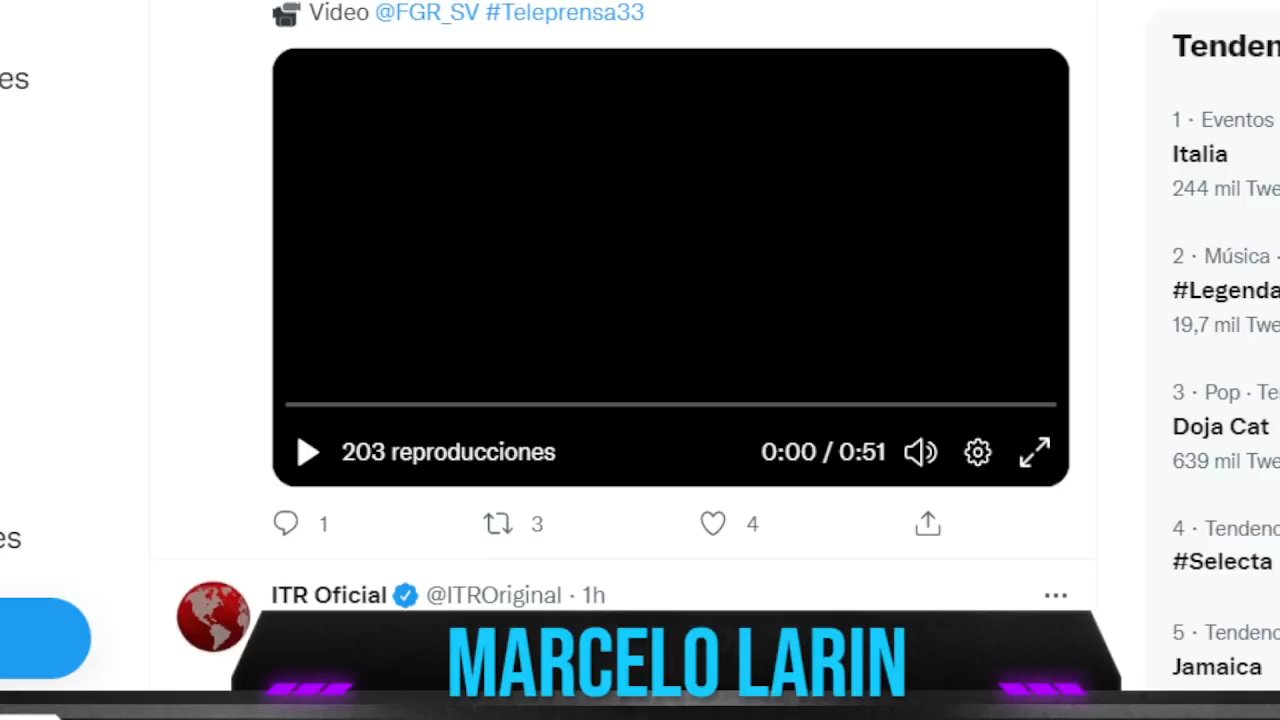 Video @FGR_SV #Teleprensa33
es
203 reproducciones
0:00 / 0:51
1
3
4
es
ITR Oficial @ITROriginal · 1h
MARCELO LARIN
Tenden
1 · Eventos
Italia
244 mil Twe
2 · Música ·
#Legenda
19,7 mil Twe
3 · Pop · Te
Doja Cat
639 mil Twe
4 · Tendenc
#Selecta
5 · Tendenc
Jamaica